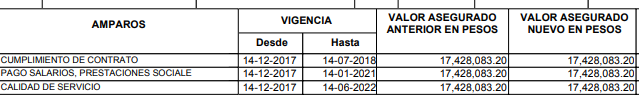 AMPAROS VIGENCIA VALOR ASEGURADO ANTERIOR EN PESOS VALOR ASEGURADO NUEVO EN PESOS
Desde Hasta
CUMPLIMIENTO DE CONTRATO 14-12-2017 14-07-2018 17,428,083.20 17,428,083.20
PAGO SALARIOS, PRESTACIONES SOCIALE 14-12-2017 14-01-2021 17,428,083.20 17,428,083.20
CALIDAD DE SERVICIO 14-12-2017 14-06-2022 17,428,083.20 17,428,083.20